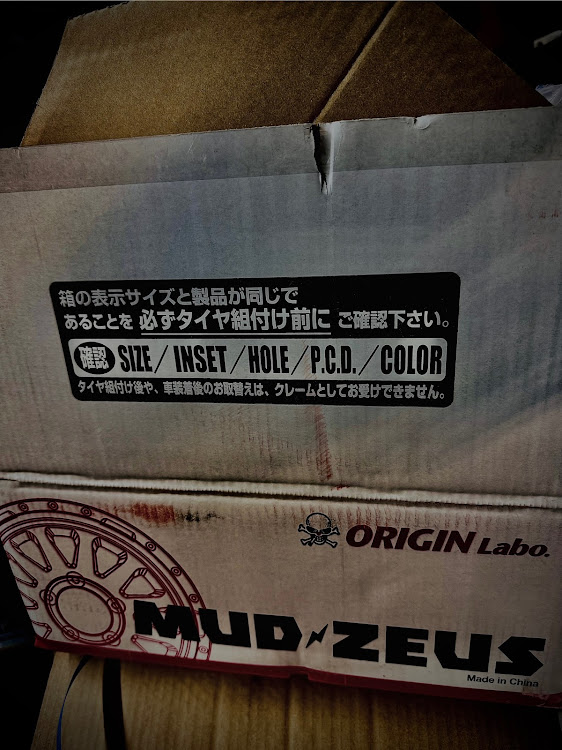 箱の表示サイズと製品が同じで
あることを 必ずタイヤ組付け前に ご確認下さい。
確認 SIZE/INSET/HOLE/P.C.D./COLOR
タイヤ組付け後や、車装着後のお取替えは、クレームとしてお受けできません。
ORIGIN Labo.
MUD ZEUS
Made in China